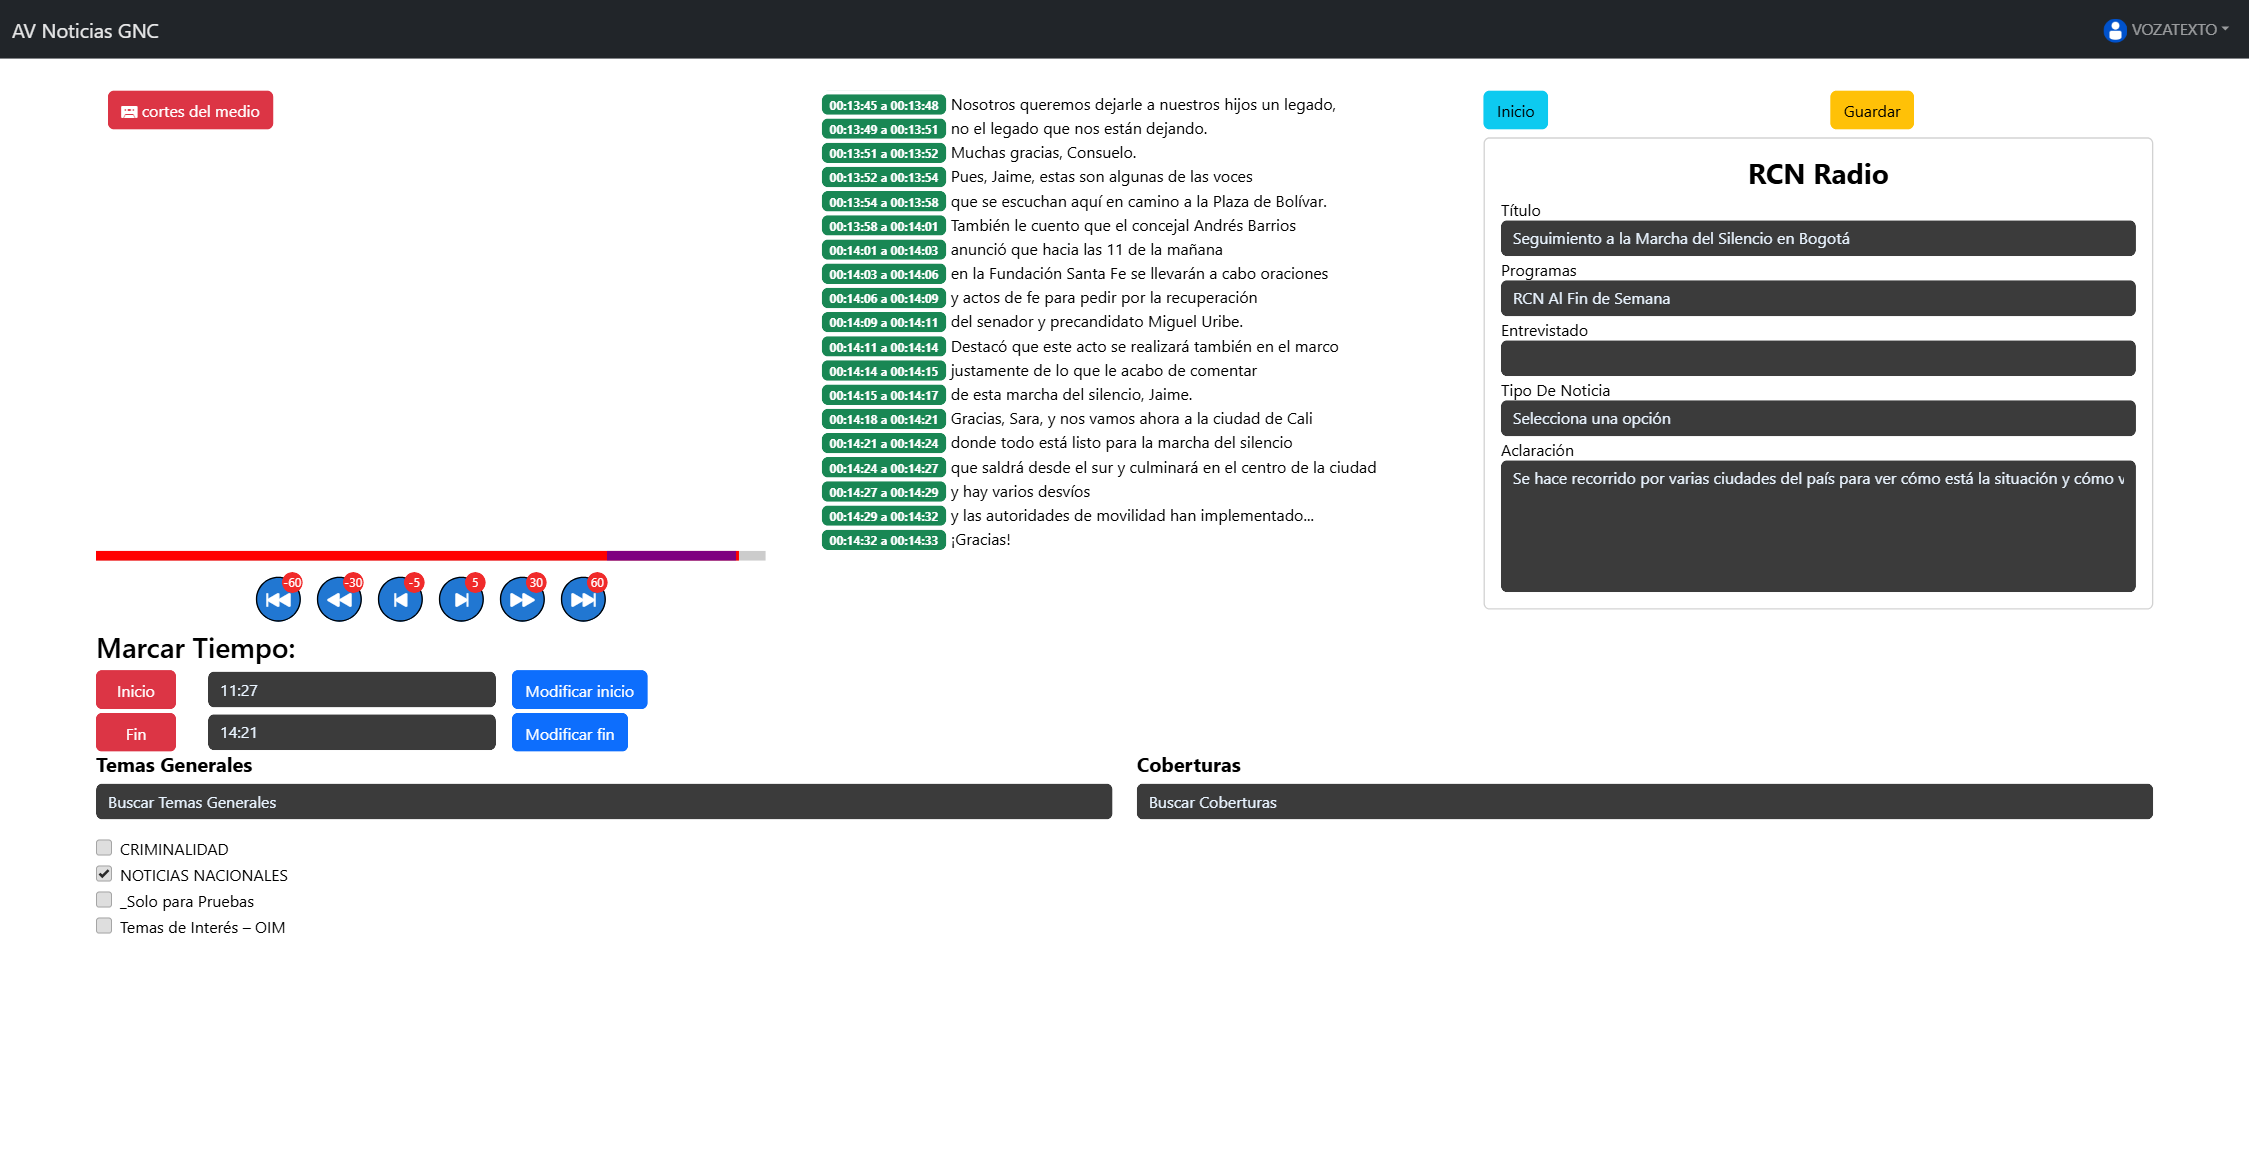 AV Noticias GNC
VOZATEXTO
cortes del medio
-60 -30 -5 5 30 60
Marcar Tiempo:
Inicio 11:27 Modificar inicio
Fin 14:21 Modificar fin
00:13:45 a 00:13:48 Nosotros queremos dejarle a nuestros hijos un legado,
00:13:49 a 00:13:51 no el legado que nos están dejando.
00:13:51 a 00:13:52 Muchas gracias, Consuelo.
00:13:52 a 00:13:54 Pues, Jaime, estas son algunas de las voces
00:13:54 a 00:13:58 que se escuchan aquí en camino a la Plaza de Bolívar.
00:13:58 a 00:14:01 También le cuento que el concejal Andrés Barrios
00:14:01 a 00:14:03 anunció que hacia las 11 de la mañana
00:14:03 a 00:14:06 en la Fundación Santa Fe se llevarán a cabo oraciones
00:14:06 a 00:14:09 y actos de fe para pedir por la recuperación
00:14:09 a 00:14:11 del senador y precandidato Miguel Uribe.
00:14:11 a 00:14:14 Destacó que este acto se realizará también en el marco
00:14:14 a 00:14:15 justamente de lo que le acabo de comentar
00:14:15 a 00:14:17 de esta marcha del silencio, Jaime.
00:14:18 a 00:14:21 Gracias, Sara, y nos vamos ahora a la ciudad de Cali
00:14:21 a 00:14:24 donde todo está listo para la marcha del silencio
00:14:24 a 00:14:27 que saldrá desde el sur y culminará en el centro de la ciudad
00:14:27 a 00:14:29 y hay varios desvíos
00:14:29 a 00:14:32 y las autoridades de movilidad han implementado...
00:14:32 a 00:14:33 ¡Gracias!
Inicio Guardar
RCN Radio
Título
Seguimiento a la Marcha del Silencio en Bogotá
Programas
RCN Al Fin de Semana
Entrevistado
Tipo De Noticia
Selecciona una opción
Aclaración
Se hace recorrido por varias ciudades del país para ver cómo está la situación y cómo v
Temas Generales
Buscar Temas Generales
CRIMINALIDAD
NOTICIAS NACIONALES
_Solo para Pruebas
Temas de Interés – OIM
Coberturas
Buscar Coberturas